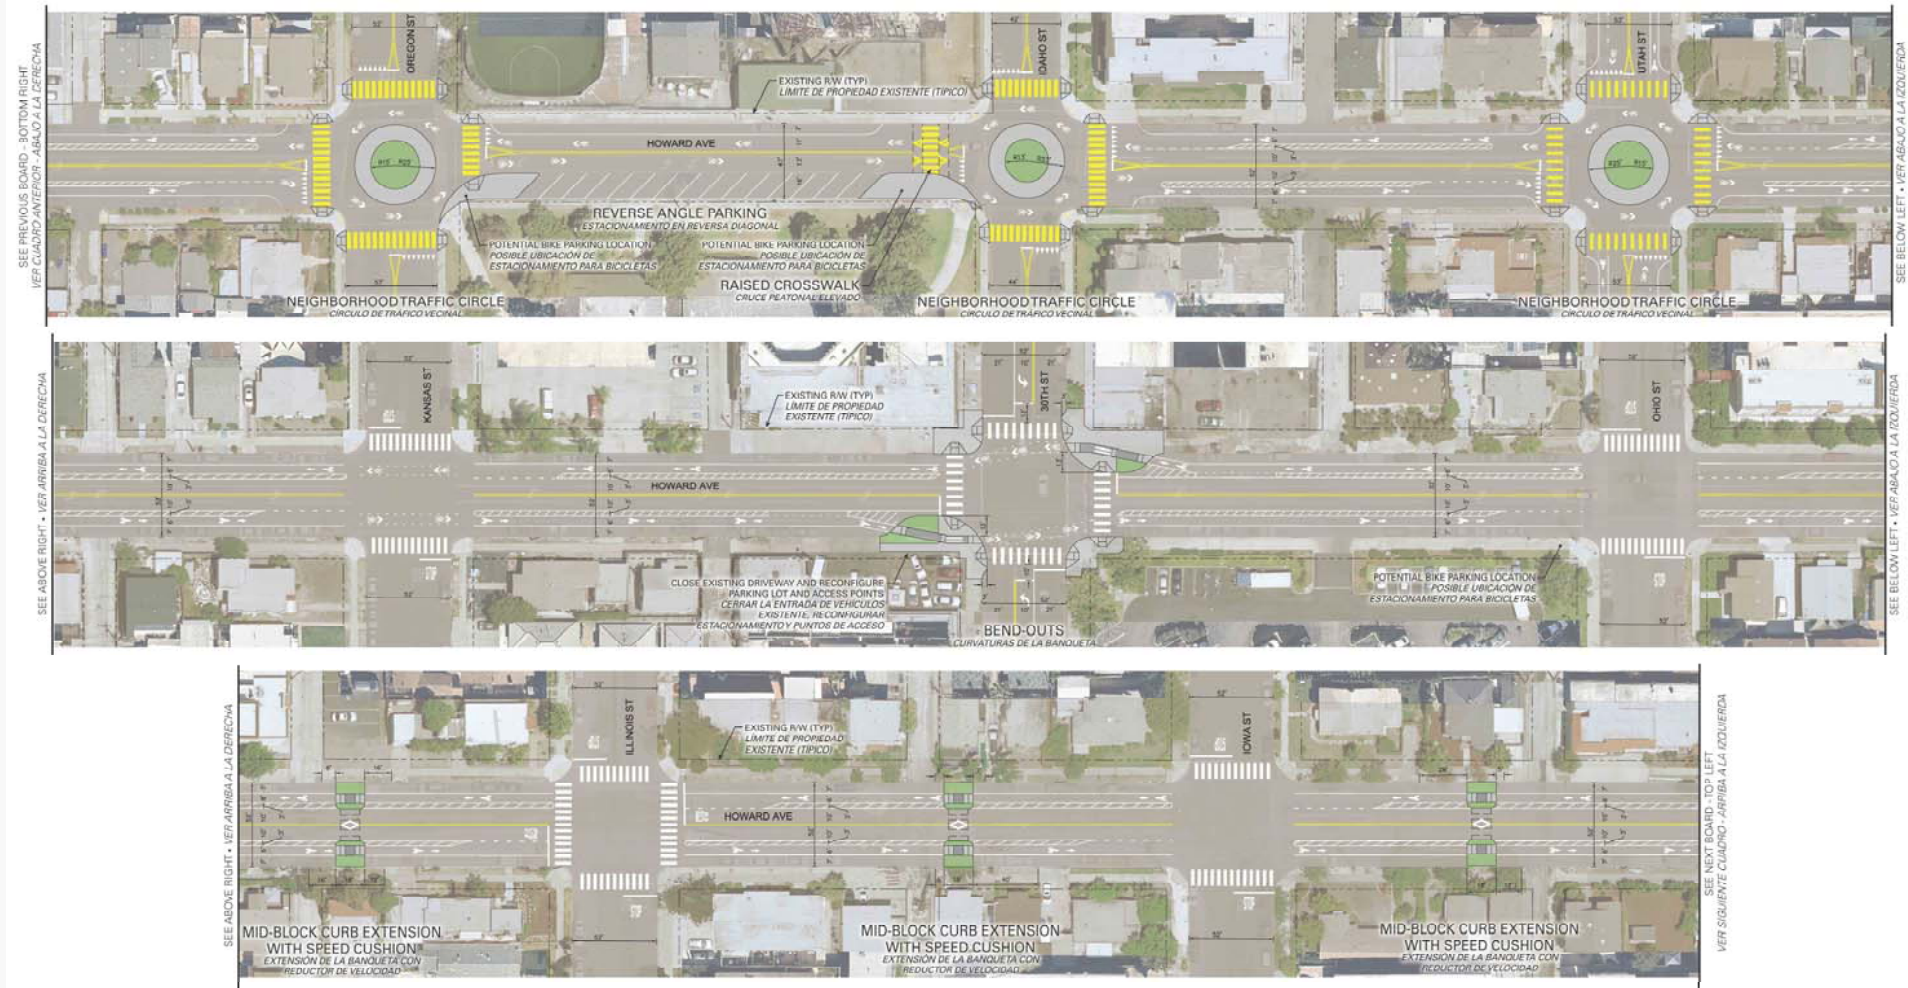 SEE PREVIOUS BOARD - BOTTOM RIGHT
VER CUADRO ANTERIOR - ABAJO A LA DERECHA
OREGON ST
IDAHO ST
UTAH ST
EXISTING R/W (TYP)
LÍMITE DE PROPIEDAD EXISTENTE (TIPICO)
HOWARD AVE
REVERSE ANGLE PARKING
ESTACIONAMIENTO EN REVERSA DIAGONAL
POTENTIAL BIKE PARKING LOCATION
POSIBLE UBICACIÓN DE
ESTACIONAMIENTO PARA BICICLETAS
POTENTIAL BIKE PARKING LOCATION
POSIBLE UBICACIÓN DE
ESTACIONAMIENTO PARA BICICLETAS
RAISED CROSSWALK
CRUCE PEATONAL ELEVADO
NEIGHBORHOOD TRAFFIC CIRCLE
CÍRCULO DE TRÁFICO VECINAL
NEIGHBORHOOD TRAFFIC CIRCLE
CÍRCULO DE TRÁFICO VECINAL
NEIGHBORHOOD TRAFFIC CIRCLE
CÍRCULO DE TRÁFICO VECINAL
SEE BELOW LEFT • VER ABAJO A LA IZQUIERDA
SEE ABOVE RIGHT • VER ARRIBA A LA DERECHA
KANSAS ST
30TH ST
OHIO ST
EXISTING R/W (TYP)
LÍMITE DE PROPIEDAD
EXISTENTE (TIPICO)
HOWARD AVE
CLOSE EXISTING DRIVEWAY AND RECONFIGURE
PARKING LOT AND ACCESS POINTS
CERRAR LA ENTRADA DE VEHICULOS
EXISTENTE, RECONFIGURAR
ESTACIONAMIENTO Y PUNTOS DE ACCESO
BEND-OUTS
CURVATURAS DE LA BANQUETA
POTENTIAL BIKE PARKING LOCATION
POSIBLE UBICACIÓN DE
ESTACIONAMIENTO PARA BICICLETAS
SEE BELOW LEFT • VER ABAJO A LA IZQUIERDA
SEE ABOVE RIGHT • VER ARRIBA A LA DERECHA
ILLINOIS ST
IOWA ST
EXISTING R/W (TYP)
LÍMITE DE PROPIEDAD
EXISTENTE (TIPICO)
HOWARD AVE
MID-BLOCK CURB EXTENSION
WITH SPEED CUSHION
EXTENSIÓN DE LA BANQUETA CON
REDUCTOR DE VELOCIDAD
MID-BLOCK CURB EXTENSION
WITH SPEED CUSHION
EXTENSIÓN DE LA BANQUETA CON
REDUCTOR DE VELOCIDAD
MID-BLOCK CURB EXTENSION
WITH SPEED CUSHION
EXTENSIÓN DE LA BANQUETA CON
REDUCTOR DE VELOCIDAD
SEE NEXT BOARD - TOP LEFT
VER SIGUIENTE CUADRO - ARRIBA A LA IZQUIERDA